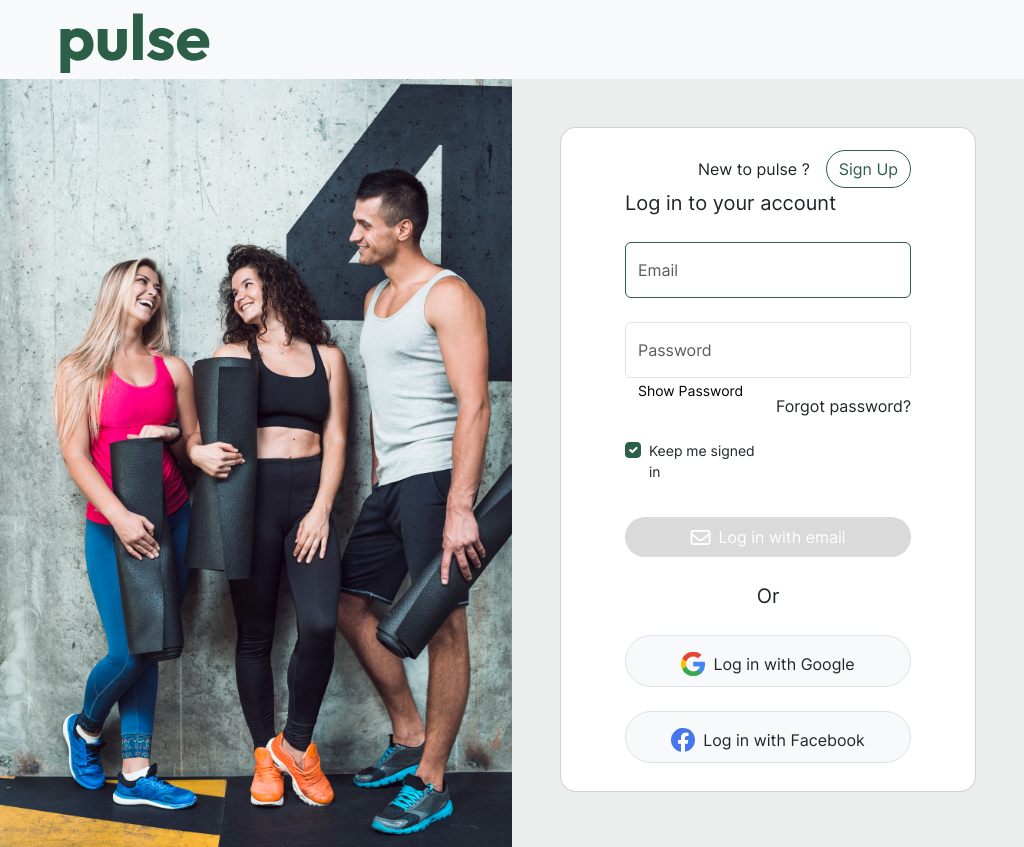 pulse
4
New to pulse ? Sign Up
Log in to your account
Email
Password
Show Password
Forgot password?
Keep me signed
in
Log in with email
Or
Log in with Google
Log in with Facebook